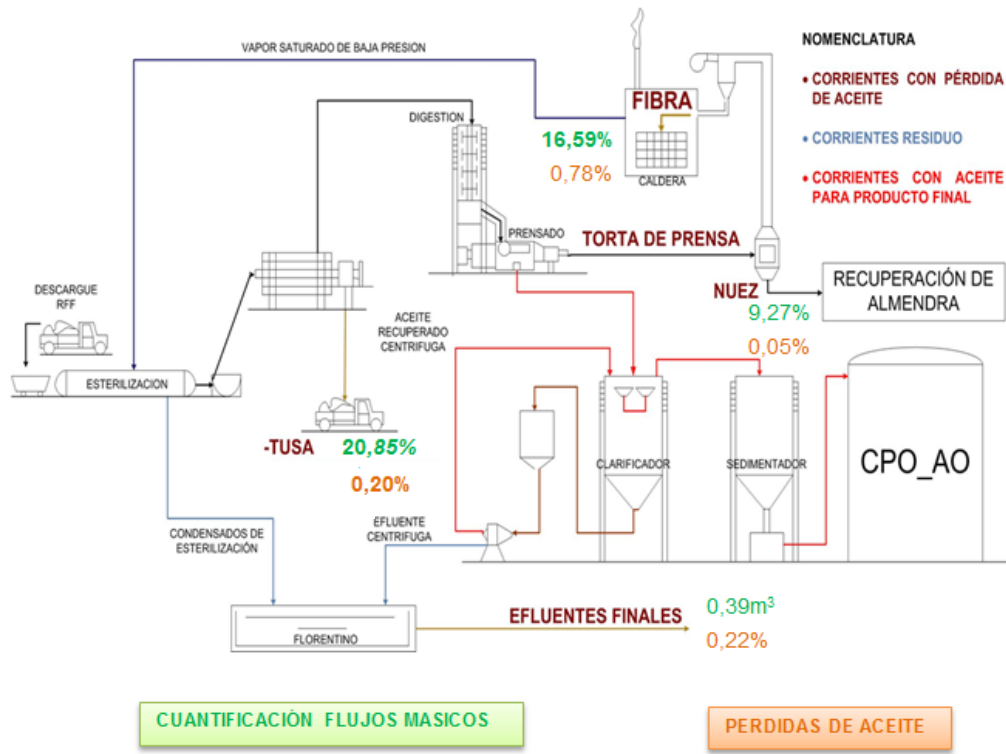 VAPOR SATURADO DE BAJA PRESION
NOMENCLATURA
• CORRIENTES CON PÉRDIDA
DE ACEITE
• CORRIENTES RESIDUO
• CORRIENTES CON ACEITE
PARA PRODUCTO FINAL
DIGESTION
FIBRA
16,59%
0,78%
CALDERA
PRENSADO
TORTA DE PRENSA
NUEZ
9,27%
0,05%
RECUPERACIÓN DE
ALMENDRA
DESCARGUE
RFF
ESTERILIZACION
ACEITE
RECUPERADO
CENTRIFUGA
-TUSA 20,85%
0,20%
CLARIFICADOR
SEDIMENTADOR
CPO_AO
CONDENSADOS DE
ESTERILIZACIÓN
EFLUENTE
CENTRIFUGA
FLORENTINO
EFLUENTES FINALES
0,39m³
0,22%
CUANTIFICACIÓN FLUJOS MASICOS
PERDIDAS DE ACEITE